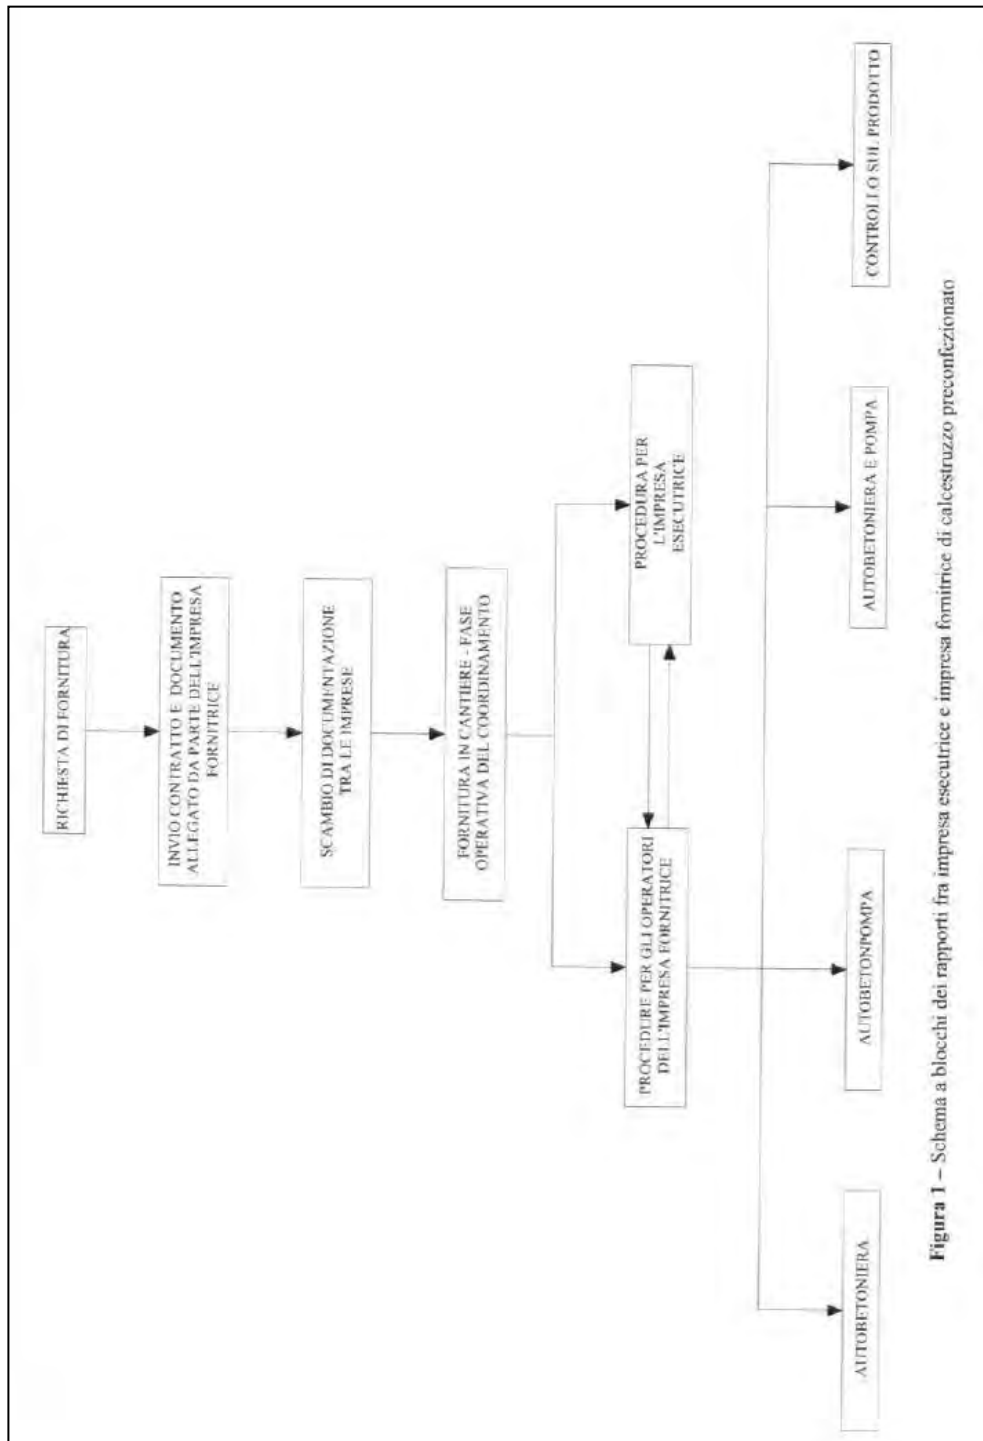 RICHIESTA DI FORNITURA
INVIO CONTRATTO E DOCUMENTO
ALLEGATO DA PARTE DELL'IMPRESA
FORNITRICE
SCAMBIO DI DOCUMENTAZIONE
TRA LE IMPRESE
FORNITURA IN CANTIERE - FASE
OPERATIVA DEL COORDINAMENTO
PROCEDURE PER GLI OPERATORI
DELL'IMPRESA FORNITRICE
PROCEDURA PER
L'IMPRESA
ESECUTRICE
AUTOBETONIERA
AUTOBETONPOMPA
AUTOBETONIERA E POMPA
CONTROLLO SUL PRODOTTO
Figura 1 – Schema a blocchi dei rapporti fra impresa esecutrice e impresa fornitrice di calcestruzzo preconfezionato